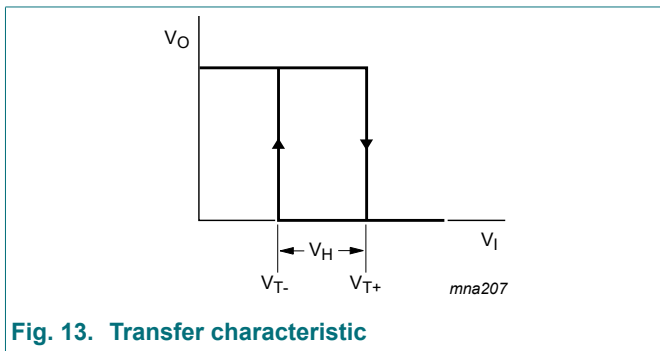 VO
VI
VH
VT-
VT+
mna207
Fig. 13. Transfer characteristic